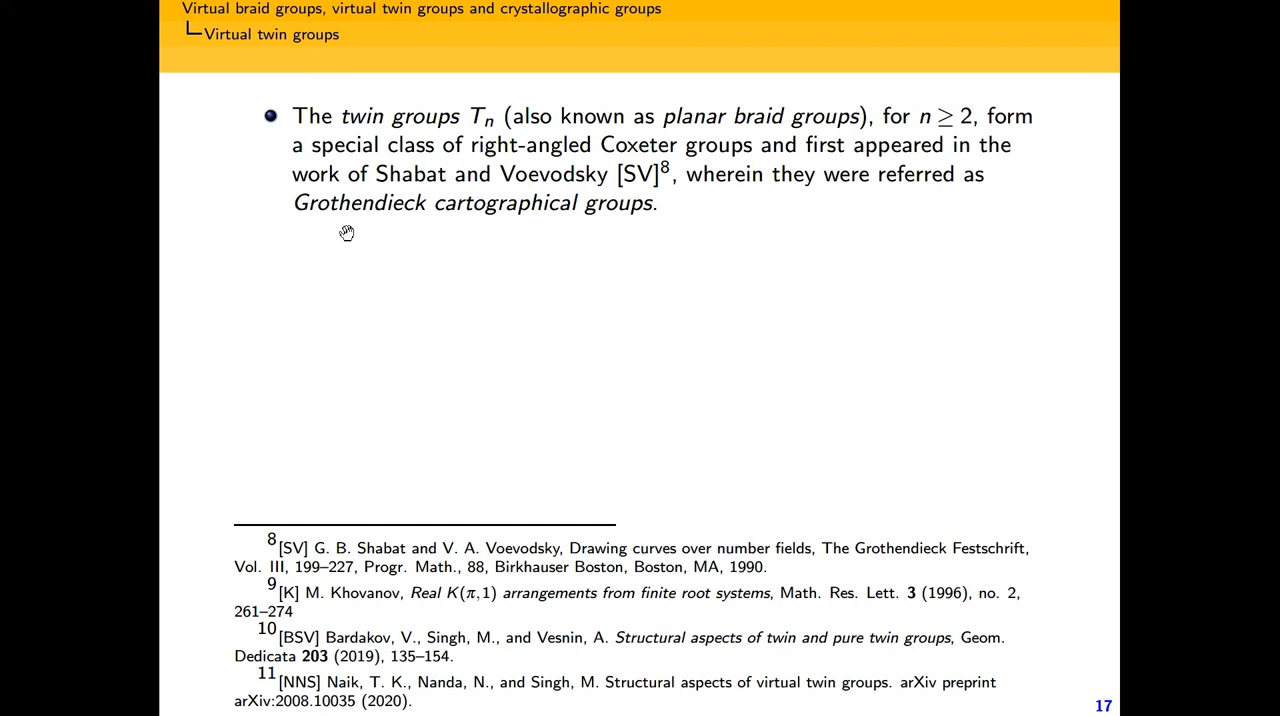 Virtual braid groups, virtual twin groups and crystallographic groups
Virtual twin groups
The twin groups Tn (also known as planar braid groups), for n ≥ 2, form
a special class of right-angled Coxeter groups and first appeared in the
work of Shabat and Voevodsky [SV]8, wherein they were referred as
Grothendieck cartographical groups.
8[SV] G. B. Shabat and V. A. Voevodsky, Drawing curves over number fields, The Grothendieck Festschrift,
Vol. III, 199–227, Progr. Math., 88, Birkhauser Boston, Boston, MA, 1990.
9[K] M. Khovanov, Real K(π,1) arrangements from finite root systems, Math. Res. Lett. 3 (1996), no. 2,
261–274
10[BSV] Bardakov, V., Singh, M., and Vesnin, A. Structural aspects of twin and pure twin groups, Geom.
Dedicata 203 (2019), 135–154.
11[NNS] Naik, T. K., Nanda, N., and Singh, M. Structural aspects of virtual twin groups. arXiv preprint
arXiv:2008.10035 (2020).
17